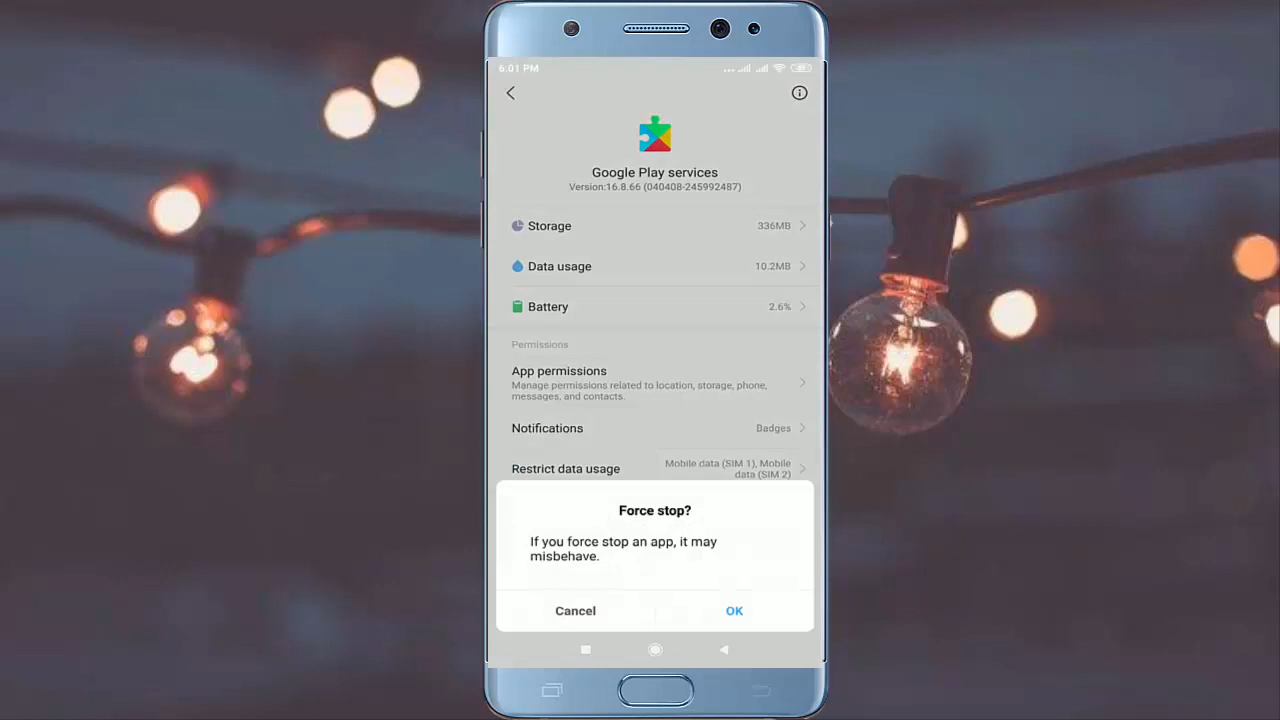 6:01 PM
Google Play services
Version:16.8.66 (040408-245992487)
Storage 336MB
Data usage 10.2MB
Battery 2.6%
Permissions
App permissions
Manage permissions related to location, storage, phone,
messages, and contacts.
Notifications Badges
Restrict data usage Mobile data (SIM 1), Mobile
data (SIM 2)
Force stop?
If you force stop an app, it may
misbehave.
Cancel OK